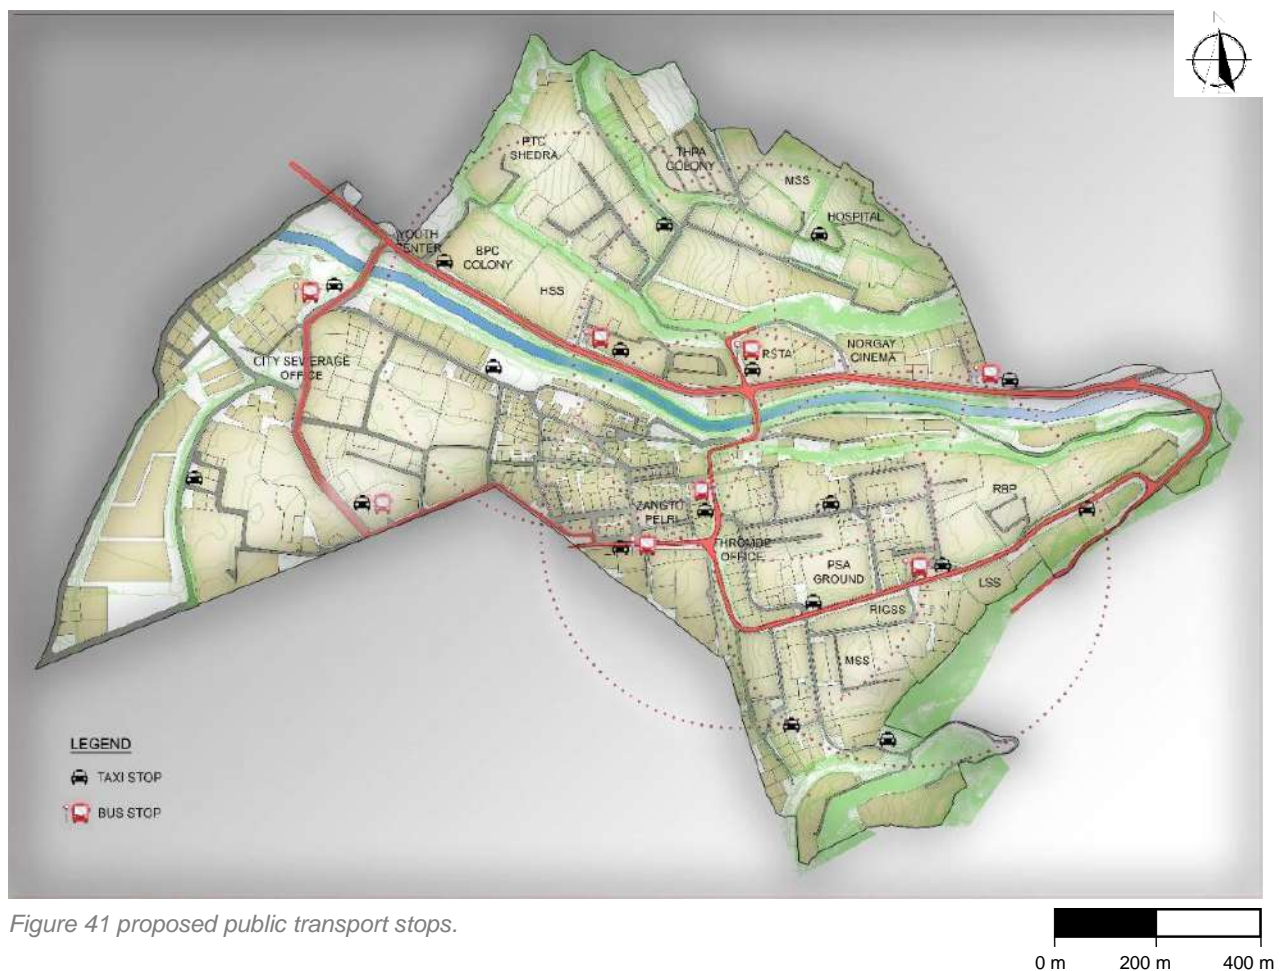 N
PTC
SHEDRA
THPA
COLONY
MSS
HOSPITAL
YOUTH
CENTER
BPC
COLONY
HSS
CITY SEWERAGE
OFFICE
RSTA
NORGAY
CINEMA
RBP
ZANGTO
PELRI
THROMDE
OFFICE
PSA
GROUND
LSS
RIGSS
MSS
LEGEND
TAXI STOP
BUS STOP
Figure 41 proposed public transport stops.
0 m 200 m 400 m